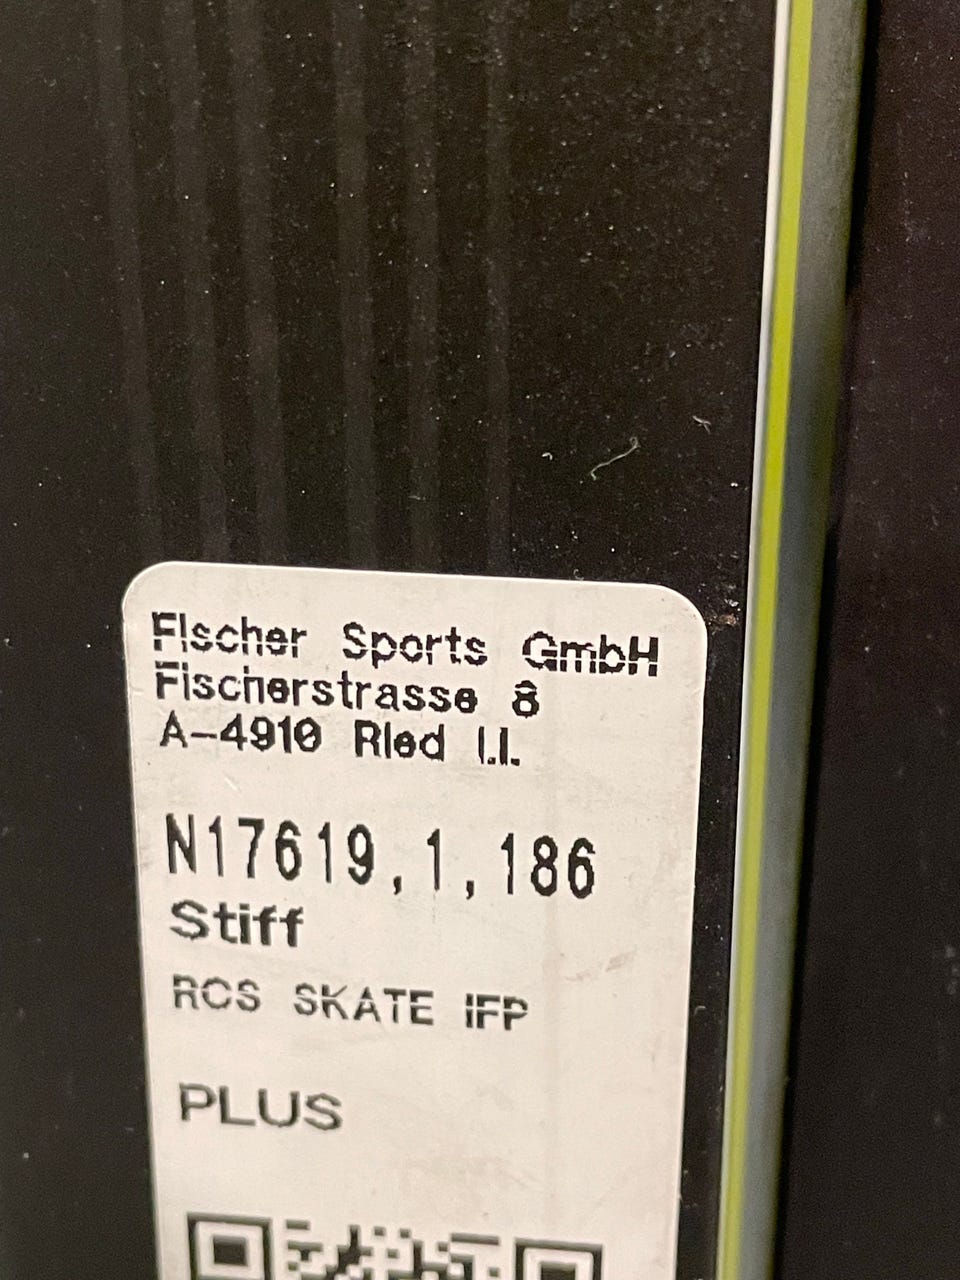 Fischer Sports GmbH
Fischerstrasse 8
A-4910 Ried I.I.
N17619,1,186
Stiff
RCS SKATE IFP
PLUS